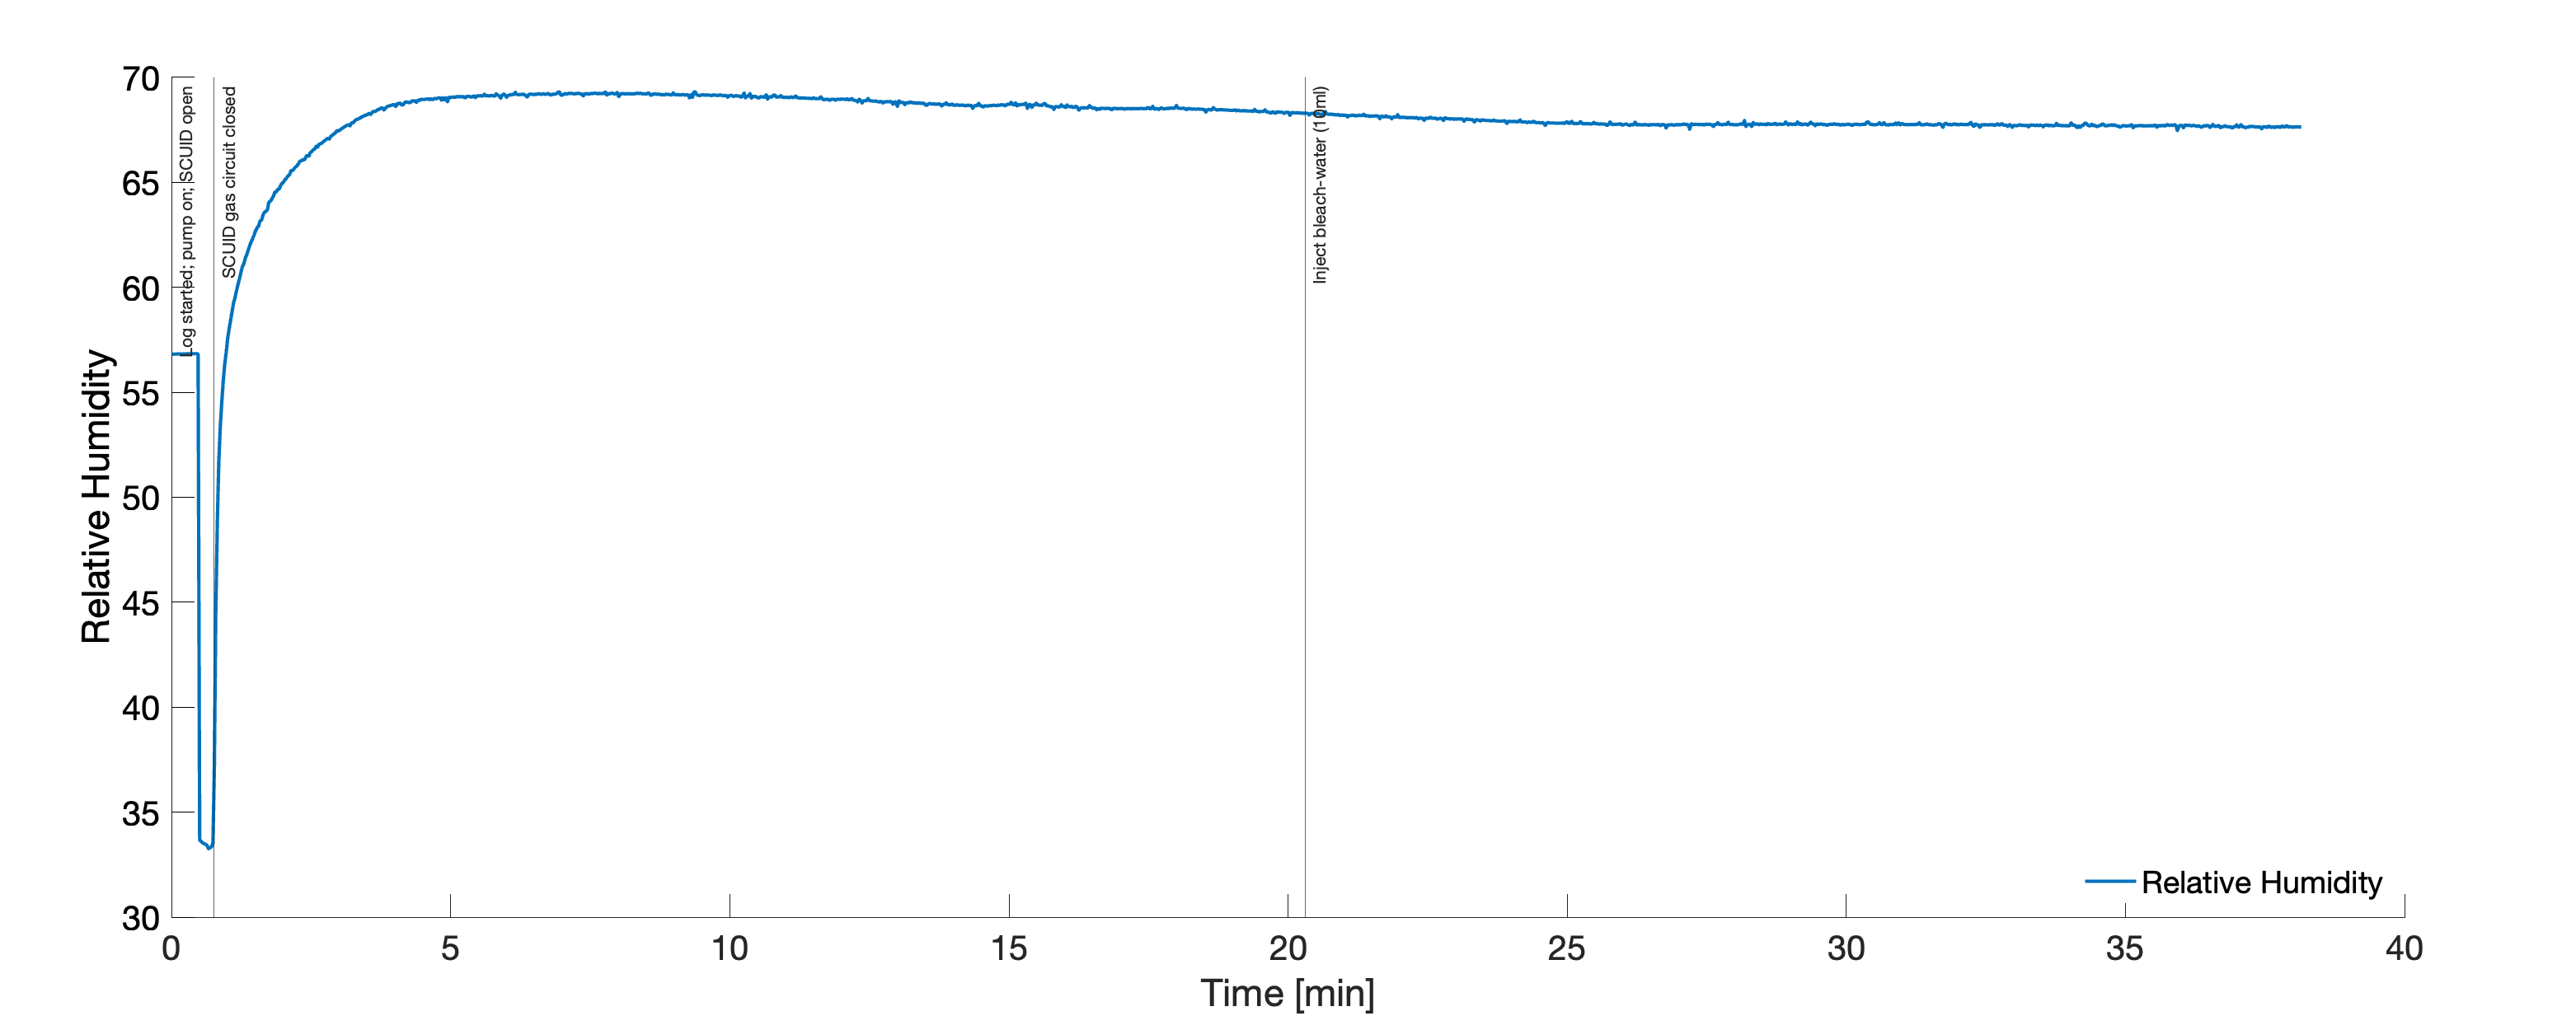 70
65
60
55
50
45
40
35
30
Relative Humidity
Log started; pump on; SCUID open
SCUID gas circuit closed
Inject bleach-water (10ml)
Relative Humidity
0 5 10 15 20 25 30 35 40
Time [min]